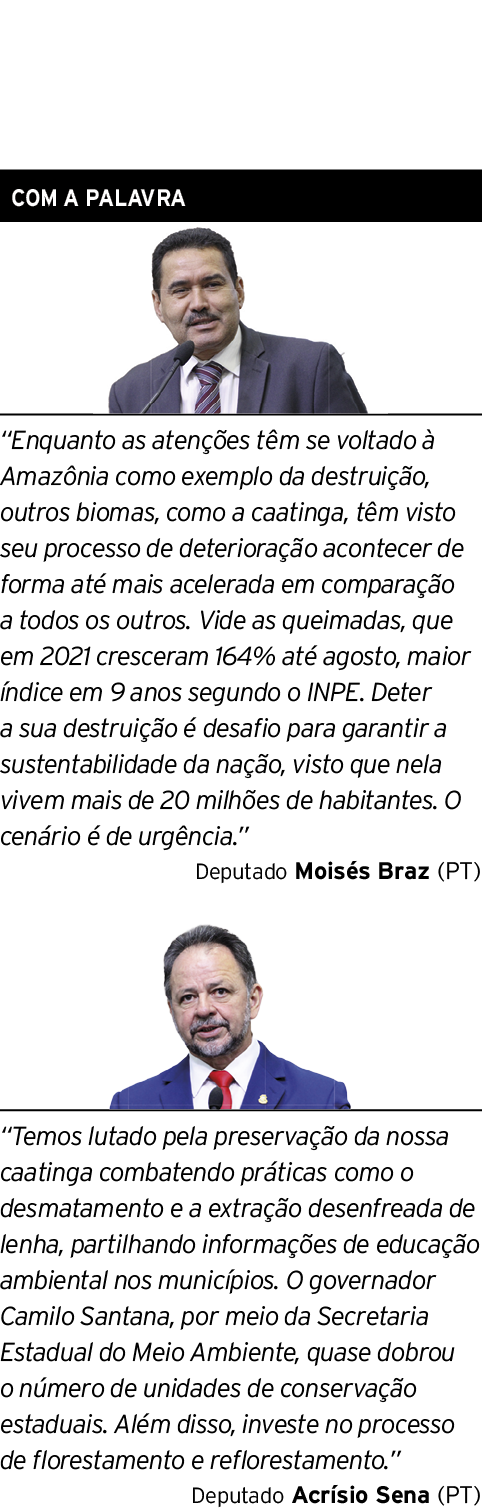 COM A PALAVRA
“Enquanto as atenções têm se voltado à
Amazônia como exemplo da destruição,
outros biomas, como a caatinga, têm visto
seu processo de deterioração acontecer de
forma até mais acelerada em comparação
a todos os outros. Vide as queimadas, que
em 2021 cresceram 164% até agosto, maior
índice em 9 anos segundo o INPE. Deter
a sua destruição é desafio para garantir a
sustentabilidade da nação, visto que nela
vivem mais de 20 milhões de habitantes. O
cenário é de urgência.”
Deputado Moisés Braz (PT)
“Temos lutado pela preservação da nossa
caatinga combatendo práticas como o
desmatamento e a extração desenfreada de
lenha, partilhando informações de educação
ambiental nos municípios. O governador
Camilo Santana, por meio da Secretaria
Estadual do Meio Ambiente, quase dobrou
o número de unidades de conservação
estaduais. Além disso, investe no processo
de florestamento e reflorestamento.”
Deputado Acrísio Sena (PT)